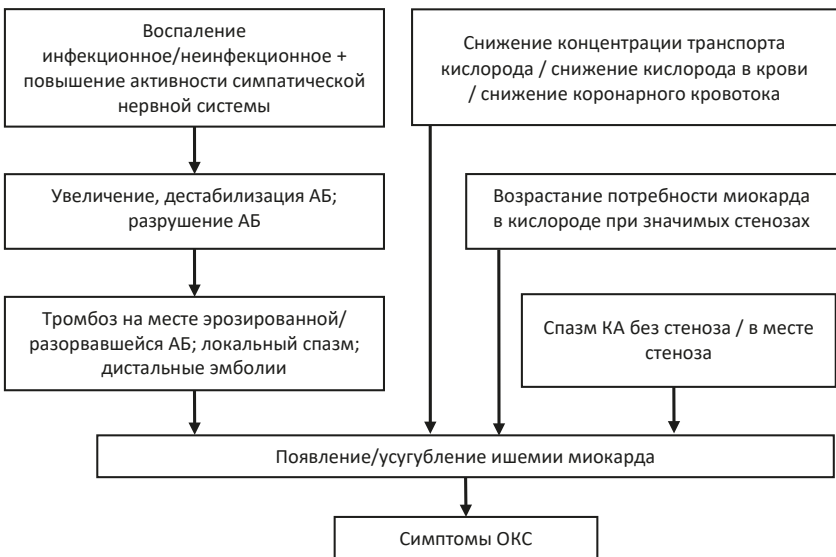 Воспаление
инфекционное/неинфекционное +
повышение активности симпатической
нервной системы
Снижение концентрации транспорта
кислорода / снижение кислорода в крови
/ снижение коронарного кровотока
Увеличение, дестабилизация АБ;
разрушение АБ
Возрастание потребности миокарда
в кислороде при значимых стенозах
Тромбоз на месте эрозированной/
разорвавшейся АБ; локальный спазм;
дистальные эмболии
Спазм КА без стеноза / в месте
стеноза
Появление/усугубление ишемии миокарда
Симптомы ОКС